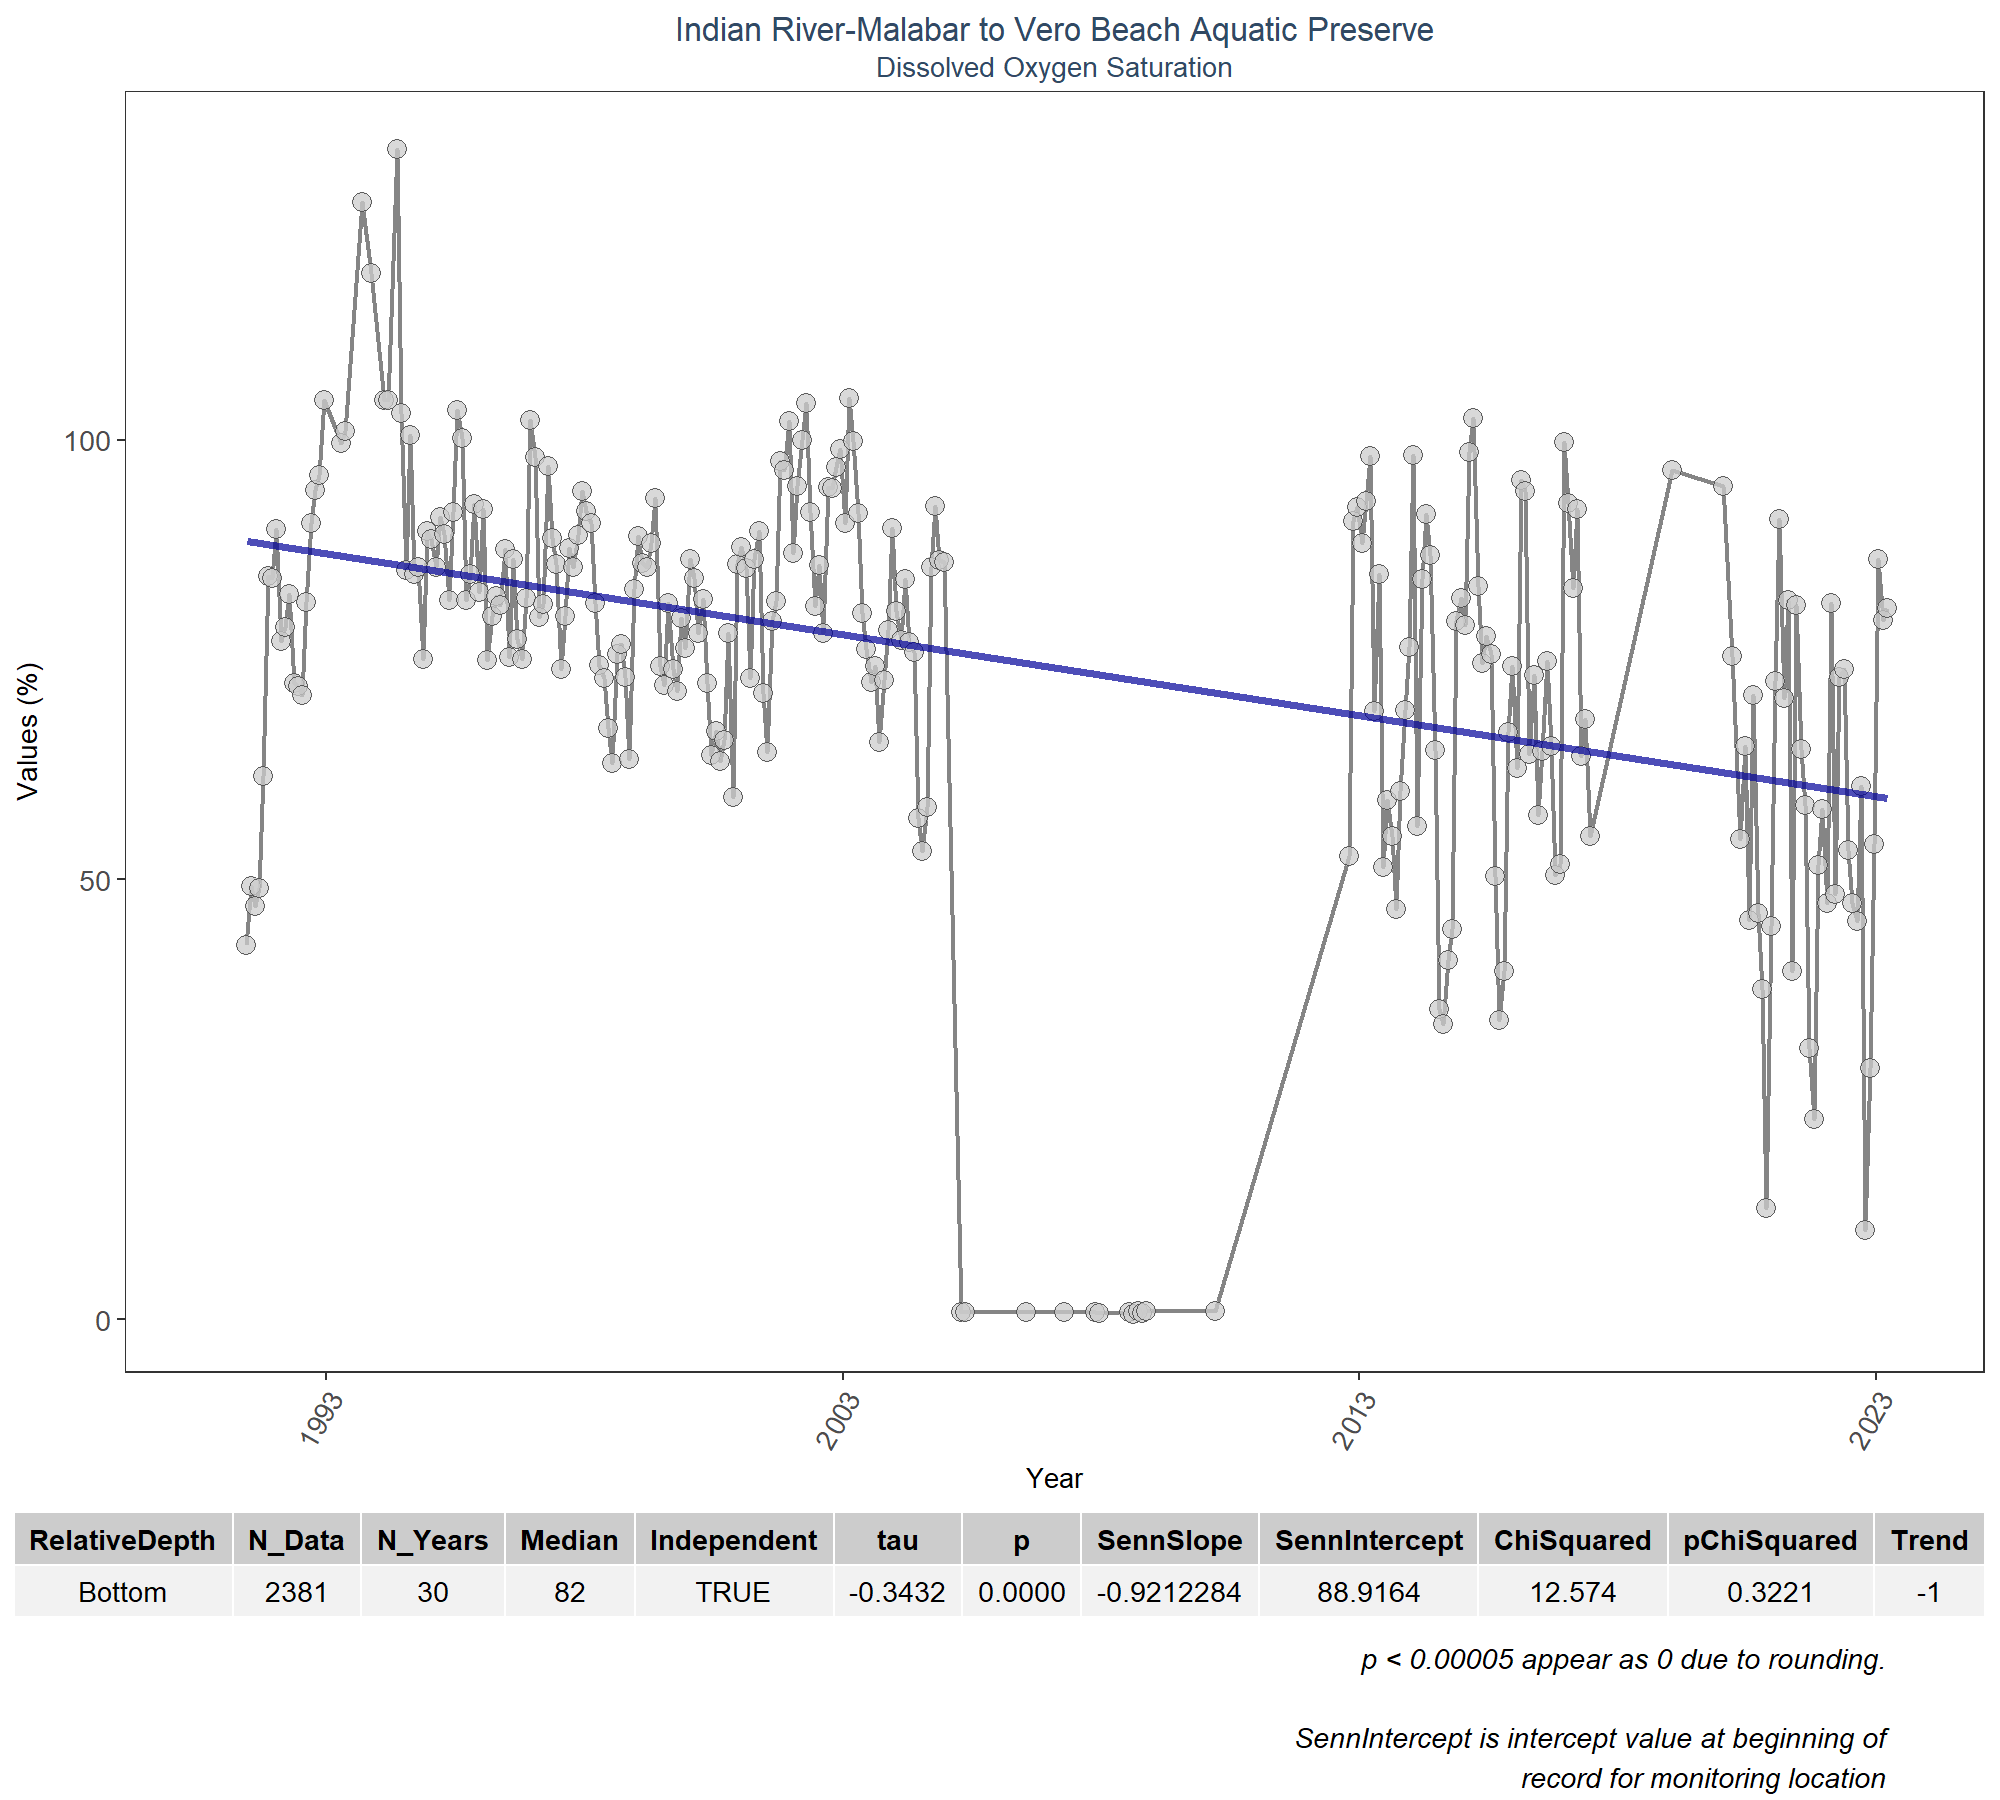 Indian River-Malabar to Vero Beach Aquatic Preserve
Dissolved Oxygen Saturation
Values (%)
100
50
0
1993 2003 2013 2023
Year
RelativeDepth N_Data N_Years Median Independent tau p SennSlope SennIntercept ChiSquared pChiSquared Trend
Bottom 2381 30 82 TRUE -0.3432 0.0000 -0.9212284 88.9164 12.574 0.3221 -1
p < 0.00005 appear as 0 due to rounding.
SennIntercept is intercept value at beginning of
record for monitoring location